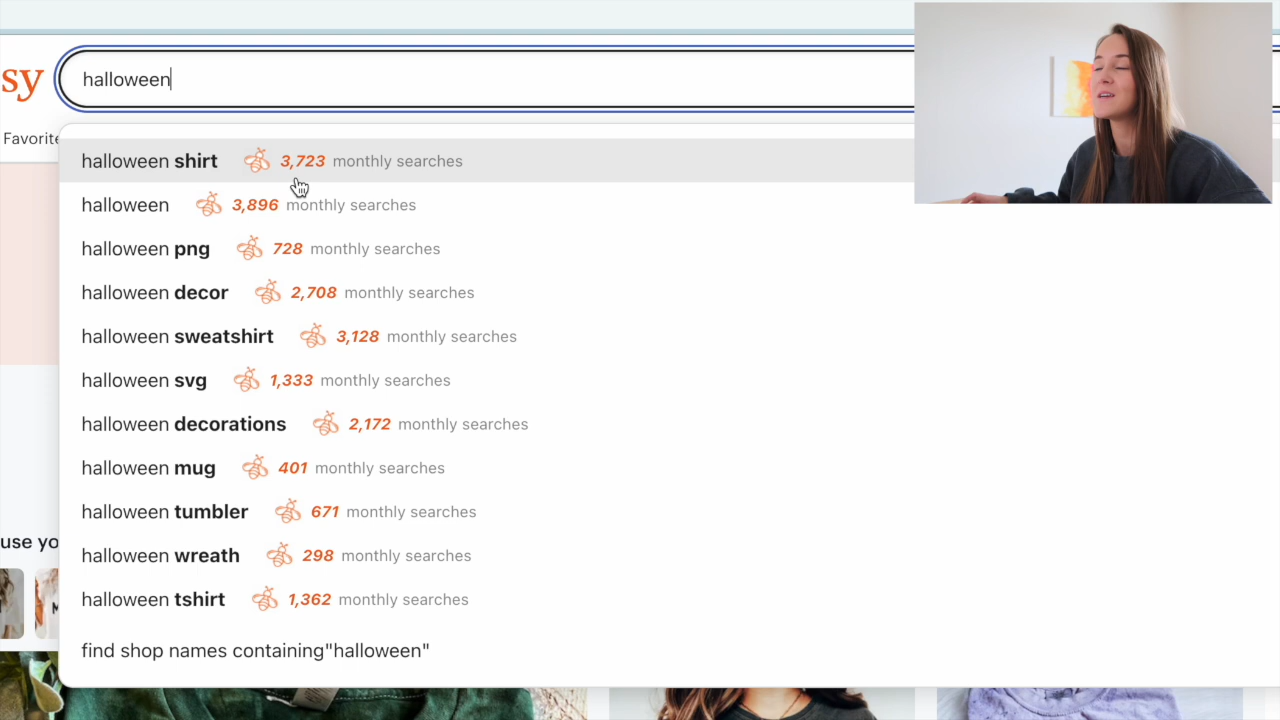 sy
halloween
Favorite
halloween shirt 3,723 monthly searches
halloween 3,896 monthly searches
halloween png 728 monthly searches
halloween decor 2,708 monthly searches
halloween sweatshirt 3,128 monthly searches
halloween svg 1,333 monthly searches
halloween decorations 2,172 monthly searches
halloween mug 401 monthly searches
halloween tumbler 671 monthly searches
use yo
halloween wreath 298 monthly searches
halloween tshirt 1,362 monthly searches
find shop names containing"halloween"